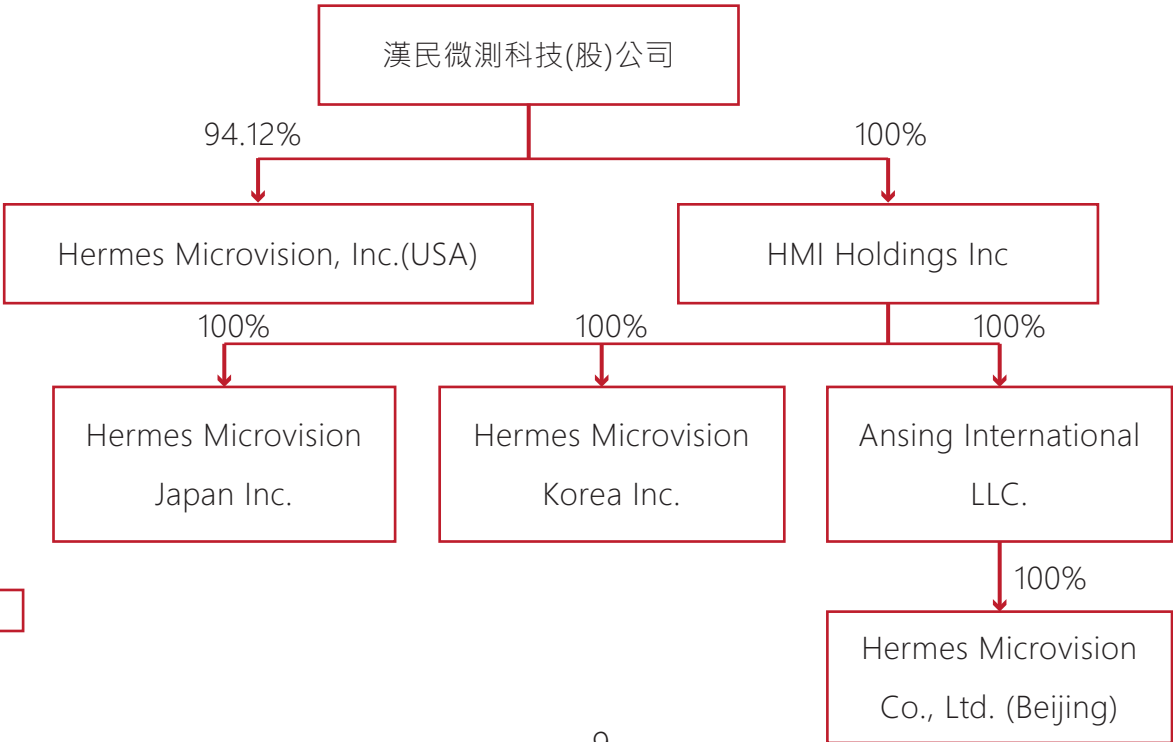 漢民微測科技(股)公司
94.12%
100%
Hermes Microvision, Inc.(USA)
HMI Holdings Inc
100%
100%
100%
Hermes Microvision
Japan Inc.
Hermes Microvision
Korea Inc.
Ansing International
LLC.
100%
Hermes Microvision
Co., Ltd. (Beijing)